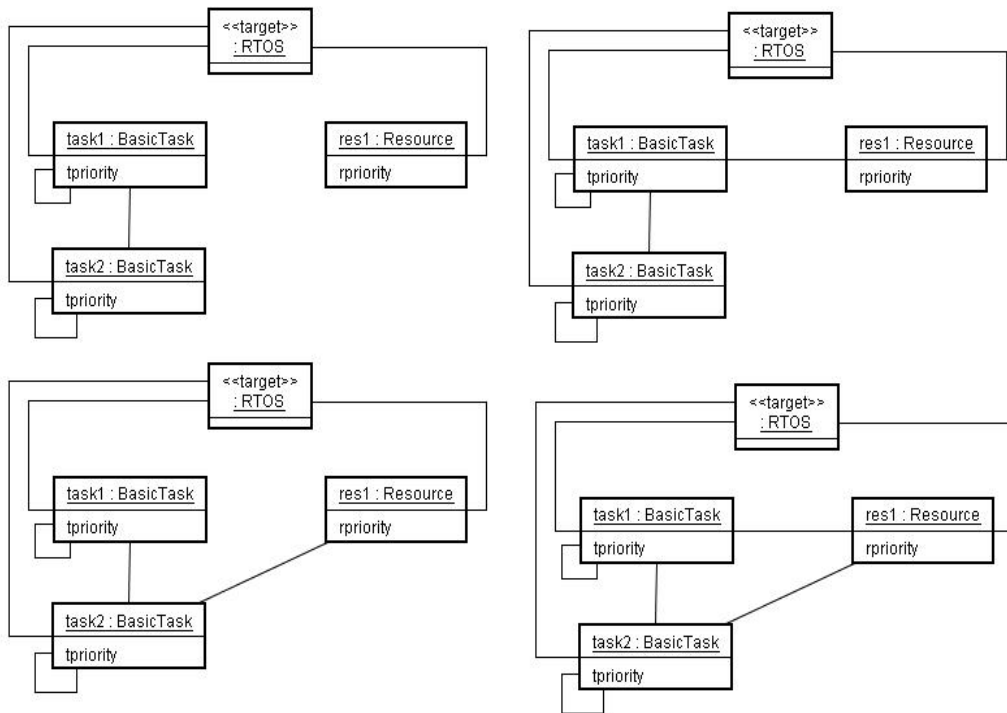 <<target>>
: RTOS
task1 : BasicTask
tpriority
res1 : Resource
rpriority
task2 : BasicTask
tpriority
<<target>>
: RTOS
task1 : BasicTask
tpriority
res1 : Resource
rpriority
task2 : BasicTask
tpriority
<<target>>
: RTOS
task1 : BasicTask
tpriority
res1 : Resource
rpriority
task2 : BasicTask
tpriority
<<target>>
: RTOS
task1 : BasicTask
tpriority
res1 : Resource
rpriority
task2 : BasicTask
tpriority